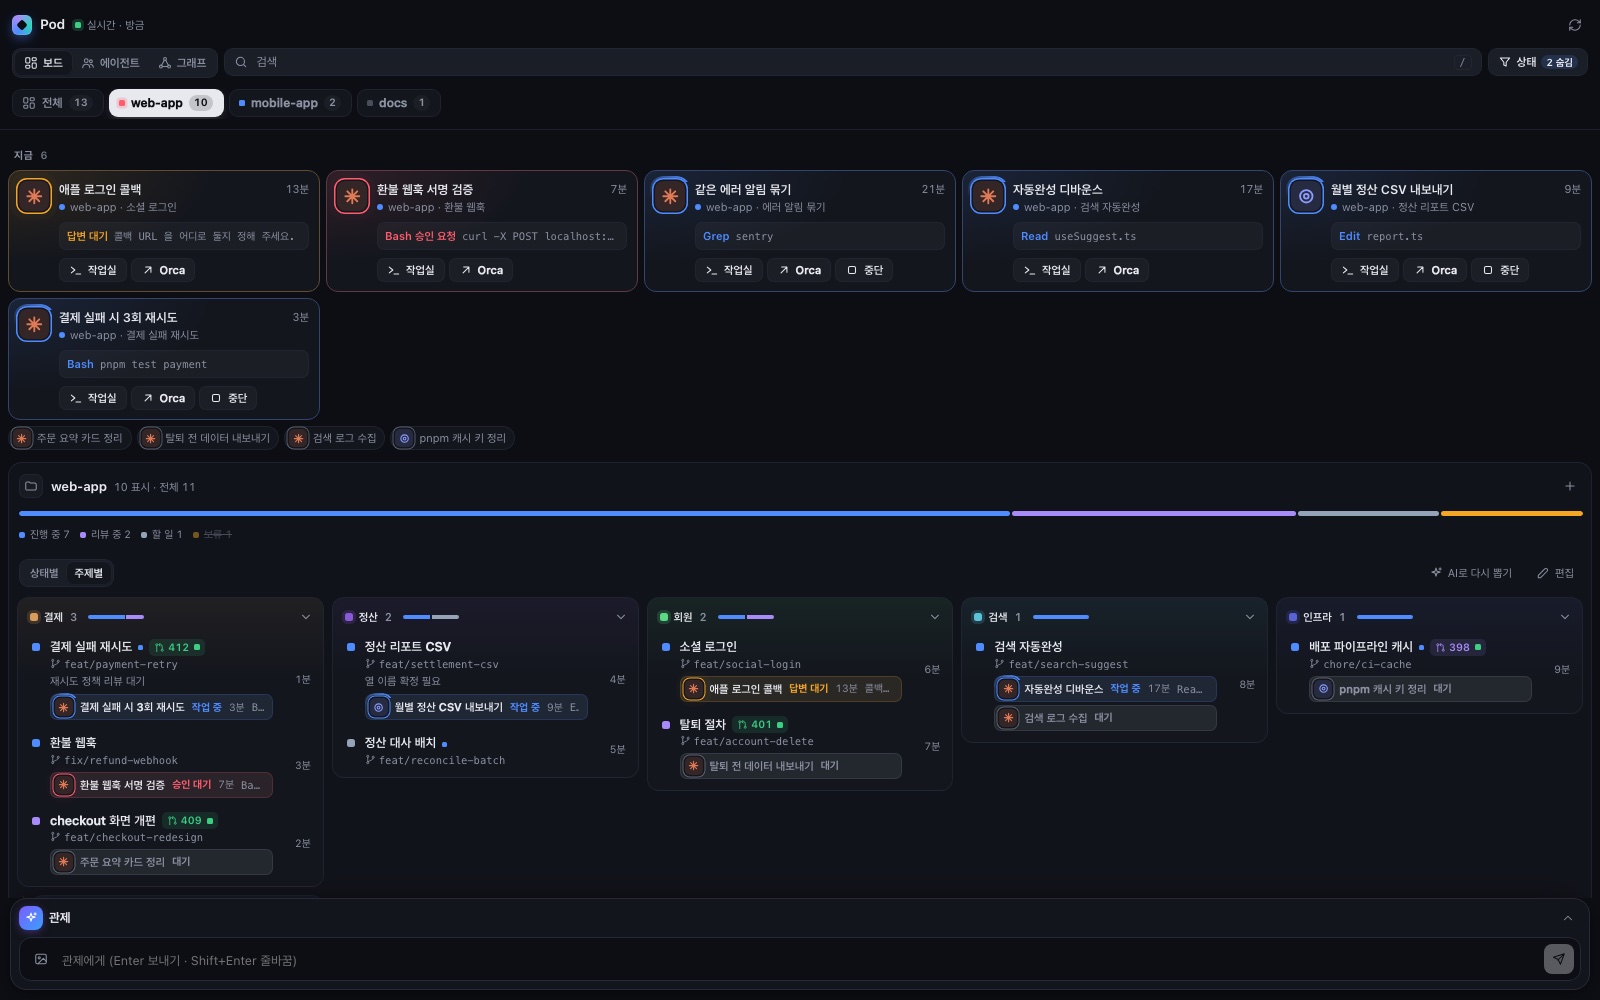 Pod 실시간 · 방금
보드 에이전트 그래프 검색 / 상태 2 숨김
전체 13 web-app 10 mobile-app 2 docs 1
지금 6
애플 로그인 콜백 13분
web-app · 소셜 로그인
답변 대기 콜백 URL 을 어디로 둘지 정해 주세요.
작업실 Orca
환불 웹훅 서명 검증 7분
web-app · 환불 웹훅
Bash 승인 요청 curl -X POST localhost:…
작업실 Orca
같은 에러 알림 묶기 21분
web-app · 에러 알림 묶기
Grep sentry
작업실 Orca 중단
자동완성 디바운스 17분
web-app · 검색 자동완성
Read useSuggest.ts
작업실 Orca
월별 정산 CSV 내보내기 9분
web-app · 정산 리포트 CSV
Edit report.ts
작업실 Orca 중단
결제 실패 시 3회 재시도 3분
web-app · 결제 실패 재시도
Bash pnpm test payment
작업실 Orca 중단
주문 요약 카드 정리 탈퇴 전 데이터 내보내기 검색 로그 수집 pnpm 캐시 키 정리
web-app 10 표시 · 전체 11
진행 중 7 리뷰 중 2 할 일 1 보류 1
상태별 주제별 AI로 다시 뽑기 편집
결제 3
결제 실패 재시도 412
feat/payment-retry
재시도 정책 리뷰 대기 1분
결제 실패 시 3회 재시도 작업 중 3분 B…
환불 웹훅
fix/refund-webhook 3분
환불 웹훅 서명 검증 승인 대기 7분 Ba…
checkout 화면 개편 409
feat/checkout-redesign 2분
주문 요약 카드 정리 대기
정산 2
정산 리포트 CSV
feat/settlement-csv
열 이름 확정 필요 4분
월별 정산 CSV 내보내기 작업 중 9분 E.
정산 대사 배치 5분
feat/reconcile-batch
회원 2
소셜 로그인
feat/social-login 6분
애플 로그인 콜백 답변 대기 13분 콜백…
탈퇴 절차 401
feat/account-delete 7분
탈퇴 전 데이터 내보내기 대기
검색 1
검색 자동완성
feat/search-suggest
자동완성 디바운스 작업 중 17분 Rea… 8분
검색 로그 수집 대기
인프라 1
배포 파이프라인 캐시 398
chore/ci-cache 9분
pnpm 캐시 키 정리 대기
관제
관제에게 (Enter 보내기 · Shift+Enter 줄바꿈)